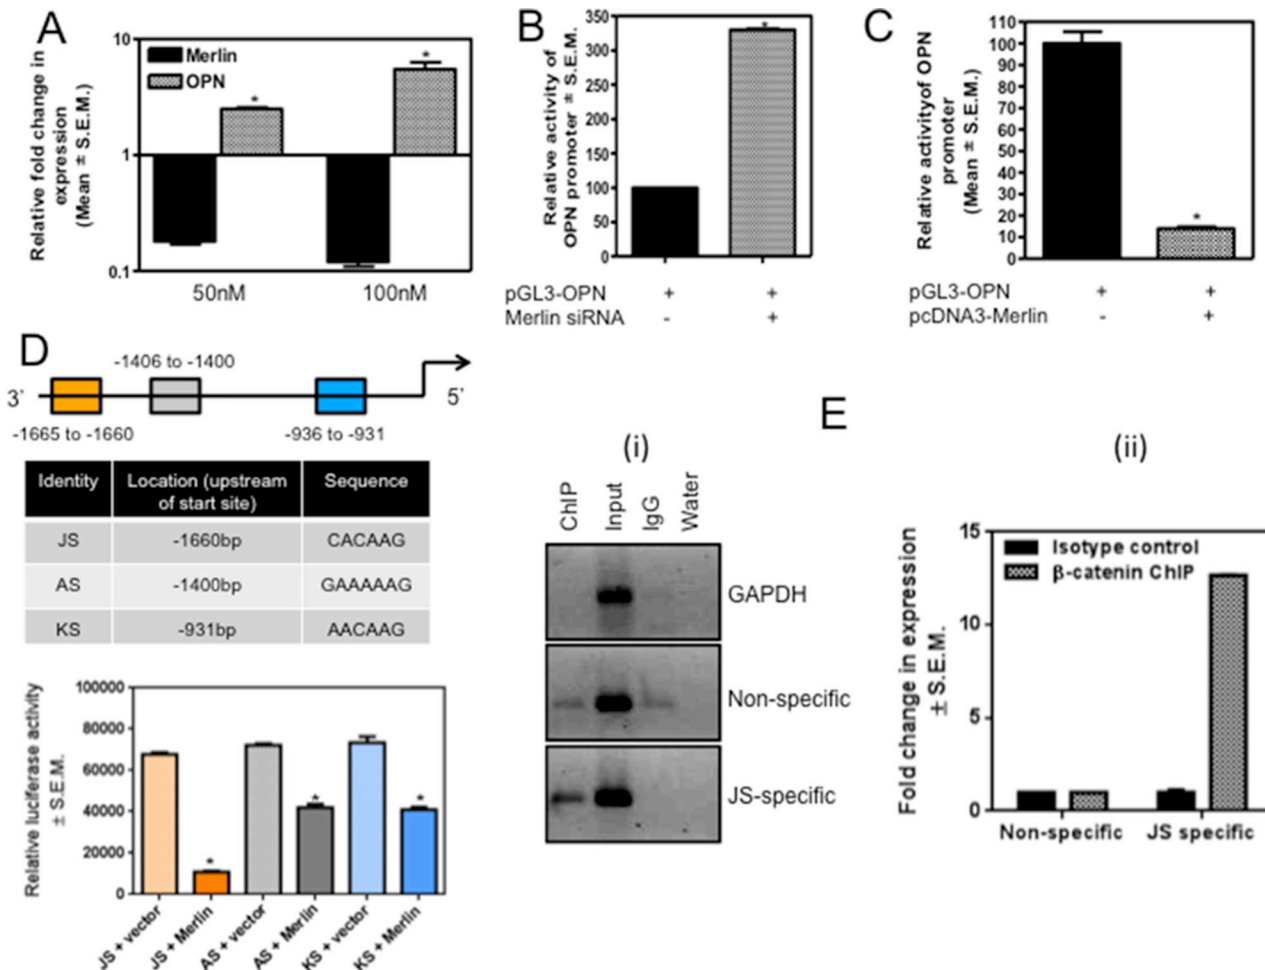 A
Relative fold change in
expression
(Mean ± S.E.M.)
10
1
0.1
Merlin
OPN
*
*
50nM
100nM
B
Relative activity of
OPN promoter ± S.E.M.
350
300
250
200
150
100
50
0
*
pGL3-OPN + +
Merlin siRNA - +
C
Relative activityof OPN
promoter
(Mean ± S.E.M.)
110
100
90
80
70
60
50
40
30
20
10
0
*
pGL3-OPN + +
pcDNA3-Merlin - +
D
-1406 to -1400
3’
5’
-1665 to -1660
-936 to -931
Identity Location (upstream of start site) Sequence
JS -1660bp CACAAG
AS -1400bp GAAAAAG
KS -931bp AACAAG
Relative luciferase activity
± S.E.M.
100000
80000
60000
40000
20000
0
*
*
*
JS + vector
JS + Merlin
AS + vector
AS + Merlin
KS + vector
KS + Merlin
E
(i)
ChIP
Input
IgG
Water
GAPDH
Non-specific
JS-specific
(ii)
Fold change in expression
± S.E.M.
15
10
5
0
Isotype control
β-catenin ChIP
Non-specific
JS specific